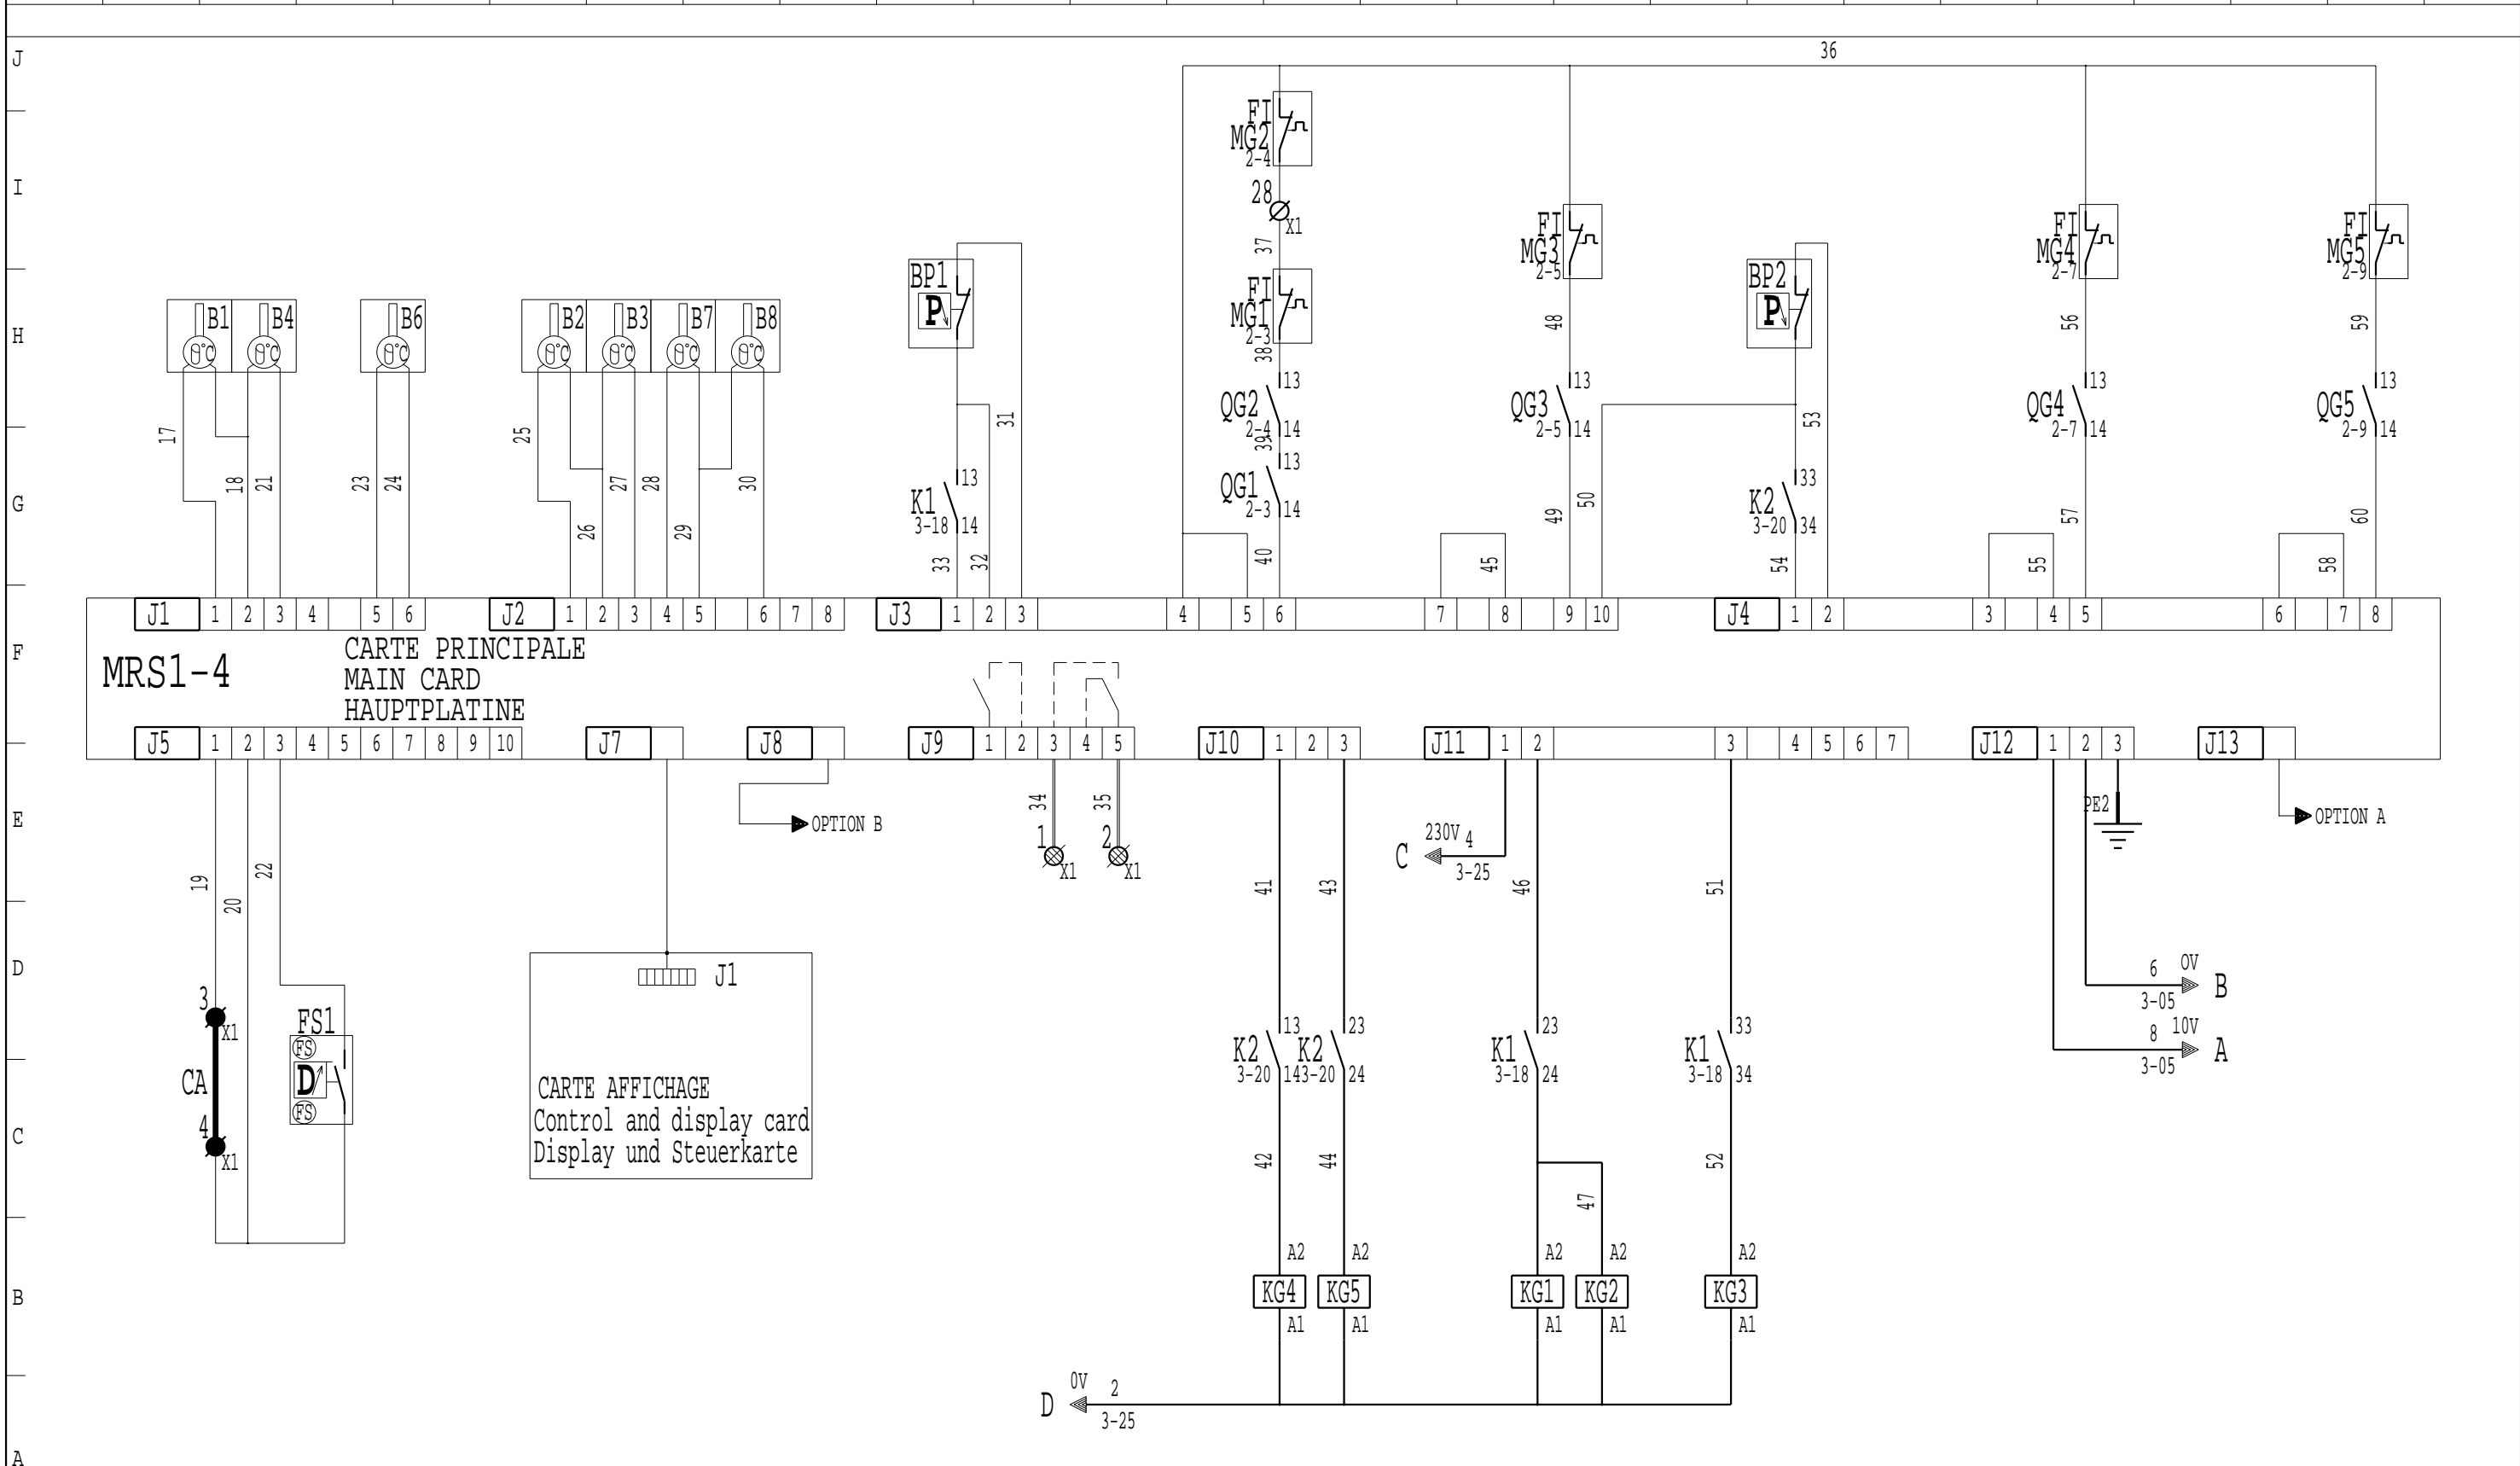 J
36
FI
MG2
2-4
I
28
X1
37
FI
MG3
2-5
FI
MG4
2-7
FI
MG5
2-9
BP1
P
FI
MG1
2-3
BP2
P
H
B1
B4
B6
B2
B3
B7
B8
0°C
0°C
0°C
0°C
0°C
0°C
0°C
38
48
56
59
QG2
13
2-4
14
QG3
13
2-5
14
QG4
13
2-7
14
QG5
13
2-9
14
17
25
31
39
53
G
18
21
23
24
27
28
30
26
29
K1
13
3-18
14
QG1
13
2-3
14
49
50
K2
33
3-20
34
57
60
33
32
40
45
54
55
58
J1
1
2
3
4
5
6
J2
1
2
3
4
5
6
7
8
J3
1
2
3
4
5
6
7
8
9
10
J4
1
2
3
4
5
6
7
8
F
MRS1-4
CARTE PRINCIPALE
MAIN CARD
HAUPTPLATINE
J5
1
2
3
4
5
6
7
8
9
10
J7
J8
J9
1
2
3
4
5
J10
1
2
3
J11
1
2
3
4
5
6
7
J12
1
2
3
J13
E
OPTION B
34
35
1
X1
2
X1
C
230V
4
3-25
PE2
OPTION A
19
20
22
41
43
46
51
D
J1
6
0V
3-05
B
8
10V
3-05
A
3
X1
CA
4
X1
FS1
FS
D
FS
K2
13
3-20
14
K2
23
3-20
24
K1
23
3-18
24
K1
33
3-18
34
C
CARTE AFFICHAGE
Control and display card
Display und Steuerkarte
42
44
47
52
B
A2
KG4
A1
A2
KG5
A1
A2
KG1
A1
A2
KG2
A1
A2
KG3
A1
D
0V
2
3-25
A